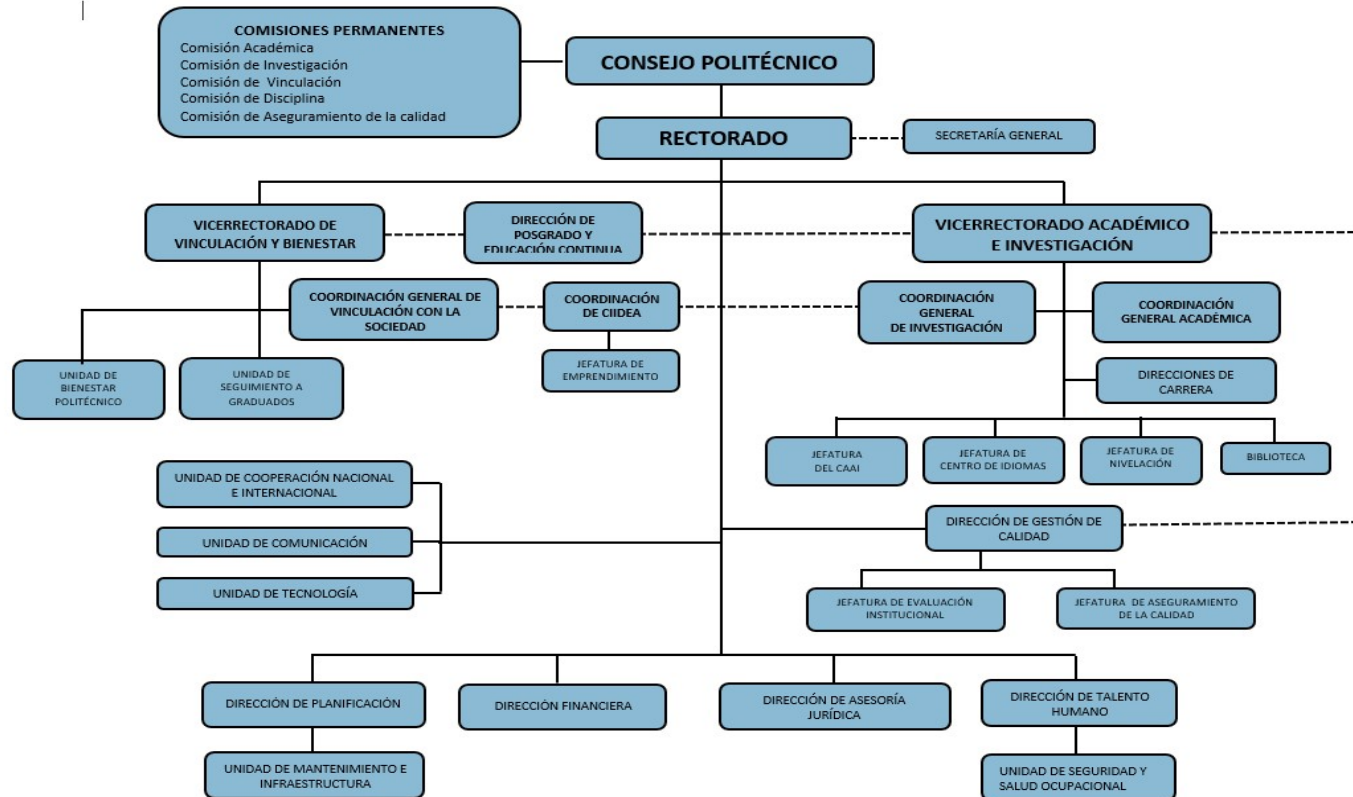 COMISIONES PERMANENTES
Comisión Académica
Comisión de Investigación
Comisión de Vinculación
Comisión de Disciplina
Comisión de Aseguramiento de la calidad
CONSEJO POLITÉCNICO
RECTORADO
SECRETARÍA GENERAL
VICERRECTORADO DE
VINCULACIÓN Y BIENESTAR
DIRECCIÓN DE
POSGRADO Y
EDUCACIÓN CONTINUA
VICERRECTORADO ACADÉMICO
E INVESTIGACIÓN
COORDINACIÓN GENERAL DE
VINCULACIÓN CON LA
SOCIEDAD
COORDINACIÓN
DE CIIDEA
COORDINACIÓN
GENERAL
DE INVESTIGACIÓN
COORDINACIÓN
GENERAL ACADÉMICA
UNIDAD DE
BIENESTAR
POLITÉCNICO
UNIDAD DE
SEGUIMIENTO A
GRADUADOS
JEFATURA DE
EMPRENDIMIENTO
DIRECCIONES DE
CARRERA
JEFATURA
DEL CAAI
JEFATURA DE
CENTRO DE IDIOMAS
JEFATURA DE
NIVELACIÓN
BIBLIOTECA
UNIDAD DE COOPERACIÓN NACIONAL
E INTERNACIONAL
UNIDAD DE COMUNICACIÓN
UNIDAD DE TECNOLOGÍA
DIRECCIÓN DE GESTIÓN DE
CALIDAD
JEFATURA DE EVALUACIÓN
INSTITUCIONAL
JEFATURA DE ASEGURAMIENTO
DE LA CALIDAD
DIRECCIÓN DE PLANIFICACIÓN
DIRECCIÓN FINANCIERA
DIRECCIÓN DE ASESORÍA
JURÍDICA
DIRECCIÓN DE TALENTO
HUMANO
UNIDAD DE MANTENIMIENTO E
INFRAESTRUCTURA
UNIDAD DE SEGURIDAD Y
SALUD OCUPACIONAL